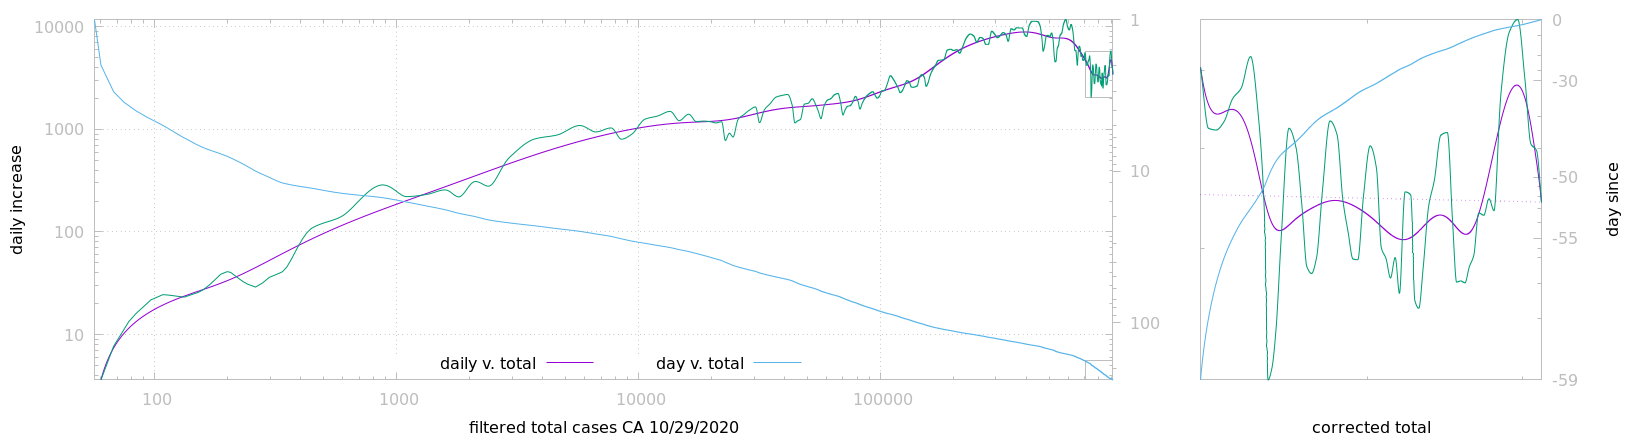 10000
1000
100
10
daily increase
daily v. total
day v. total
100
1000
10000
100000
filtered total cases CA 10/29/2020
1
10
100
0
-30
-50
-55
-59
day since
corrected total